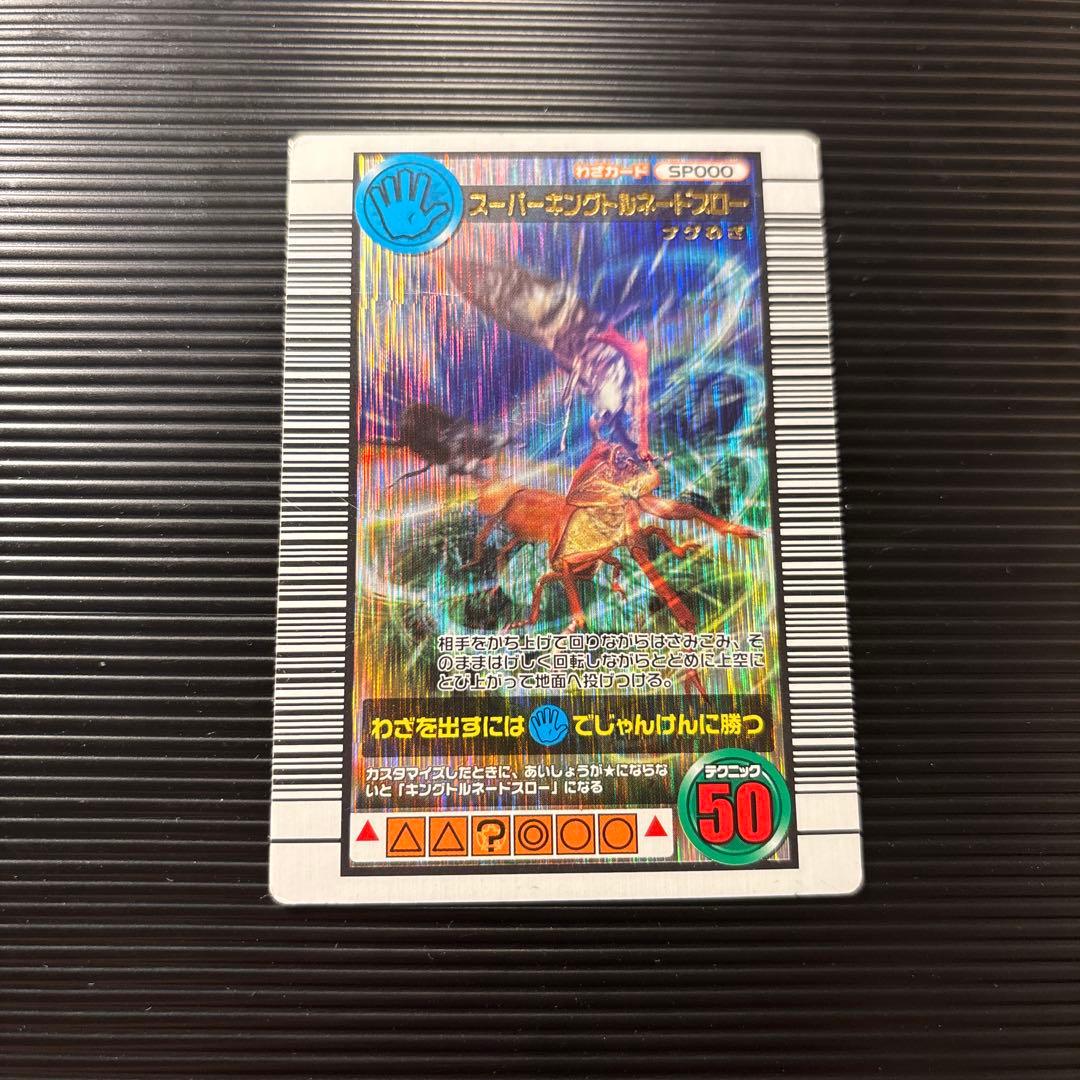 わざカード SP000
スーパーキングトルネードスロー
ナゲわざ
相手をかち上げて回りながらはさみこみ、そ
のままはげしく回転しながらとどめに上空に
とび上がって地面へ投げつける。
わざを出すには でじゃんけんに勝つ
カスタマイズしたときに、あいしょうが★にならな
いと「キングトルネードスロー」になる
テクニック
50
?